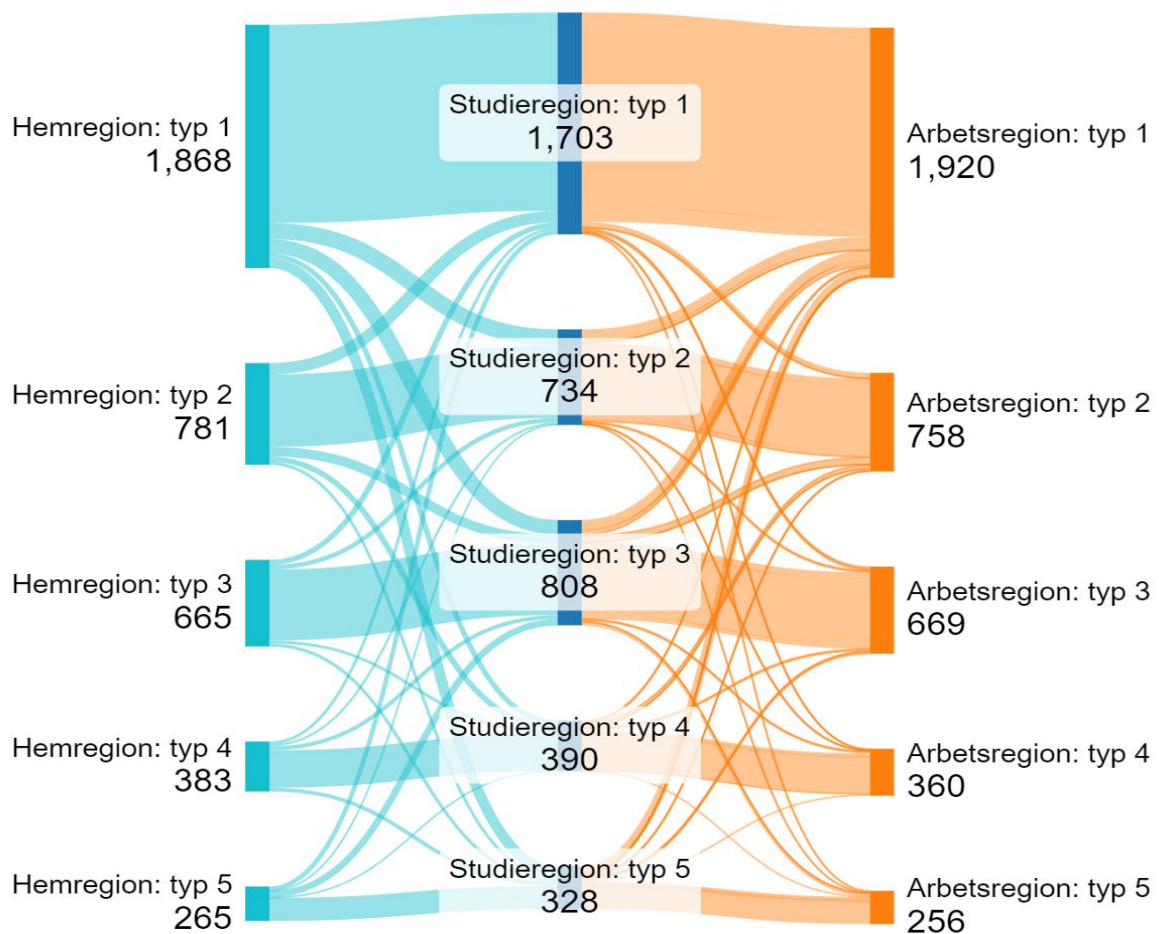 Hemregion: typ 1
1,868
Hemregion: typ 2
781
Hemregion: typ 3
665
Hemregion: typ 4
383
Hemregion: typ 5
265
Studieregion: typ 1
1,703
Studieregion: typ 2
734
Studieregion: typ 3
808
Studieregion: typ 4
390
Studieregion: typ 5
328
Arbetsregion: typ 1
1,920
Arbetsregion: typ 2
758
Arbetsregion: typ 3
669
Arbetsregion: typ 4
360
Arbetsregion: typ 5
256